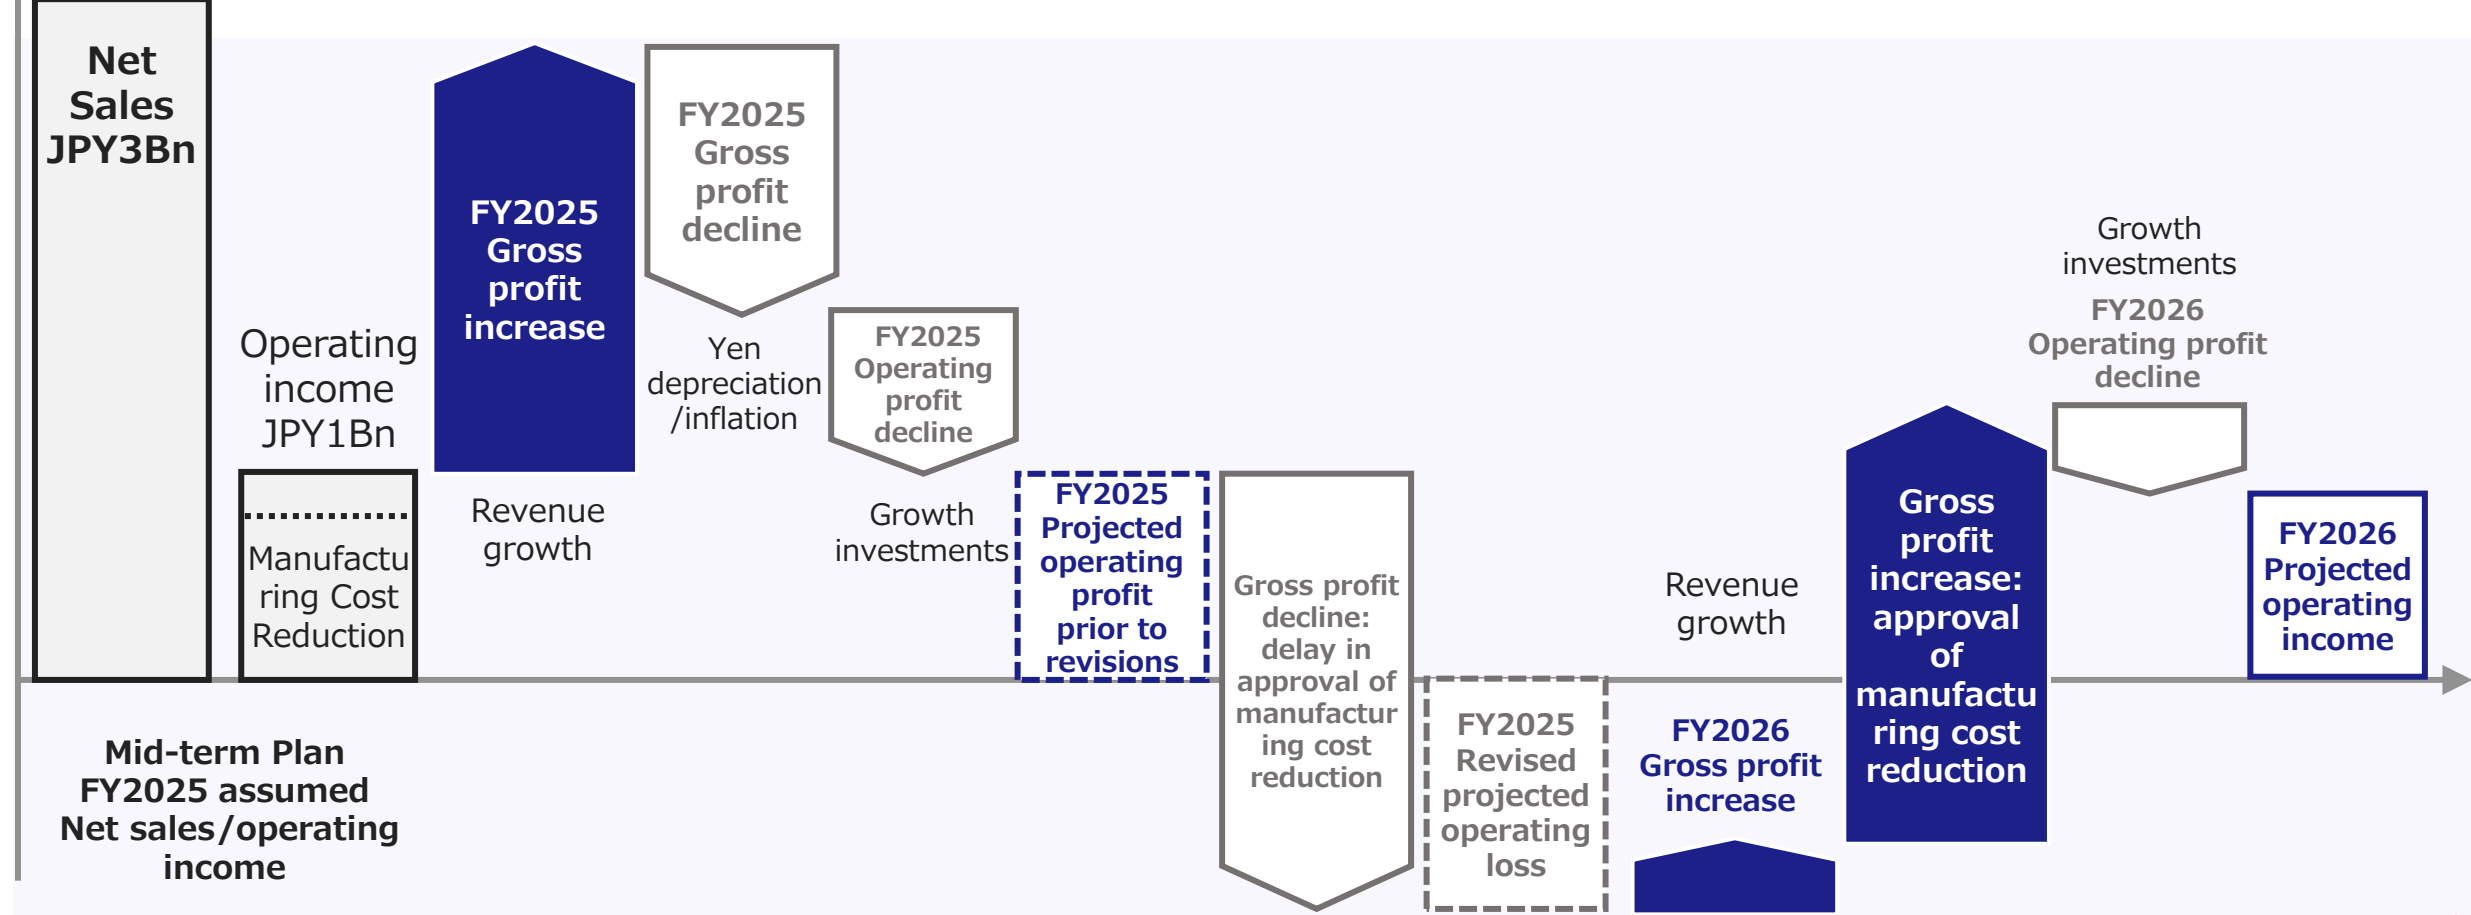 Net
Sales
JPY3Bn
Operating
income
JPY1Bn
Manufactu
ring Cost
Reduction
Mid-term Plan
FY2025 assumed
Net sales/operating
income
FY2025
Gross
profit
increase
Revenue
growth
FY2025
Gross
profit
decline
Yen
depreciation
/inflation
FY2025
Operating
profit
decline
Growth
investments
FY2025
Projected
operating
profit
prior to
revisions
Gross profit
decline:
delay in
approval of
manufactur
ing cost
reduction
FY2025
Revised
projected
operating
loss
Revenue
growth
FY2026
Gross profit
increase
Gross
profit
increase:
approval
of
manufactu
ring cost
reduction
Growth
investments
FY2026
Operating profit
decline
FY2026
Projected
operating
income